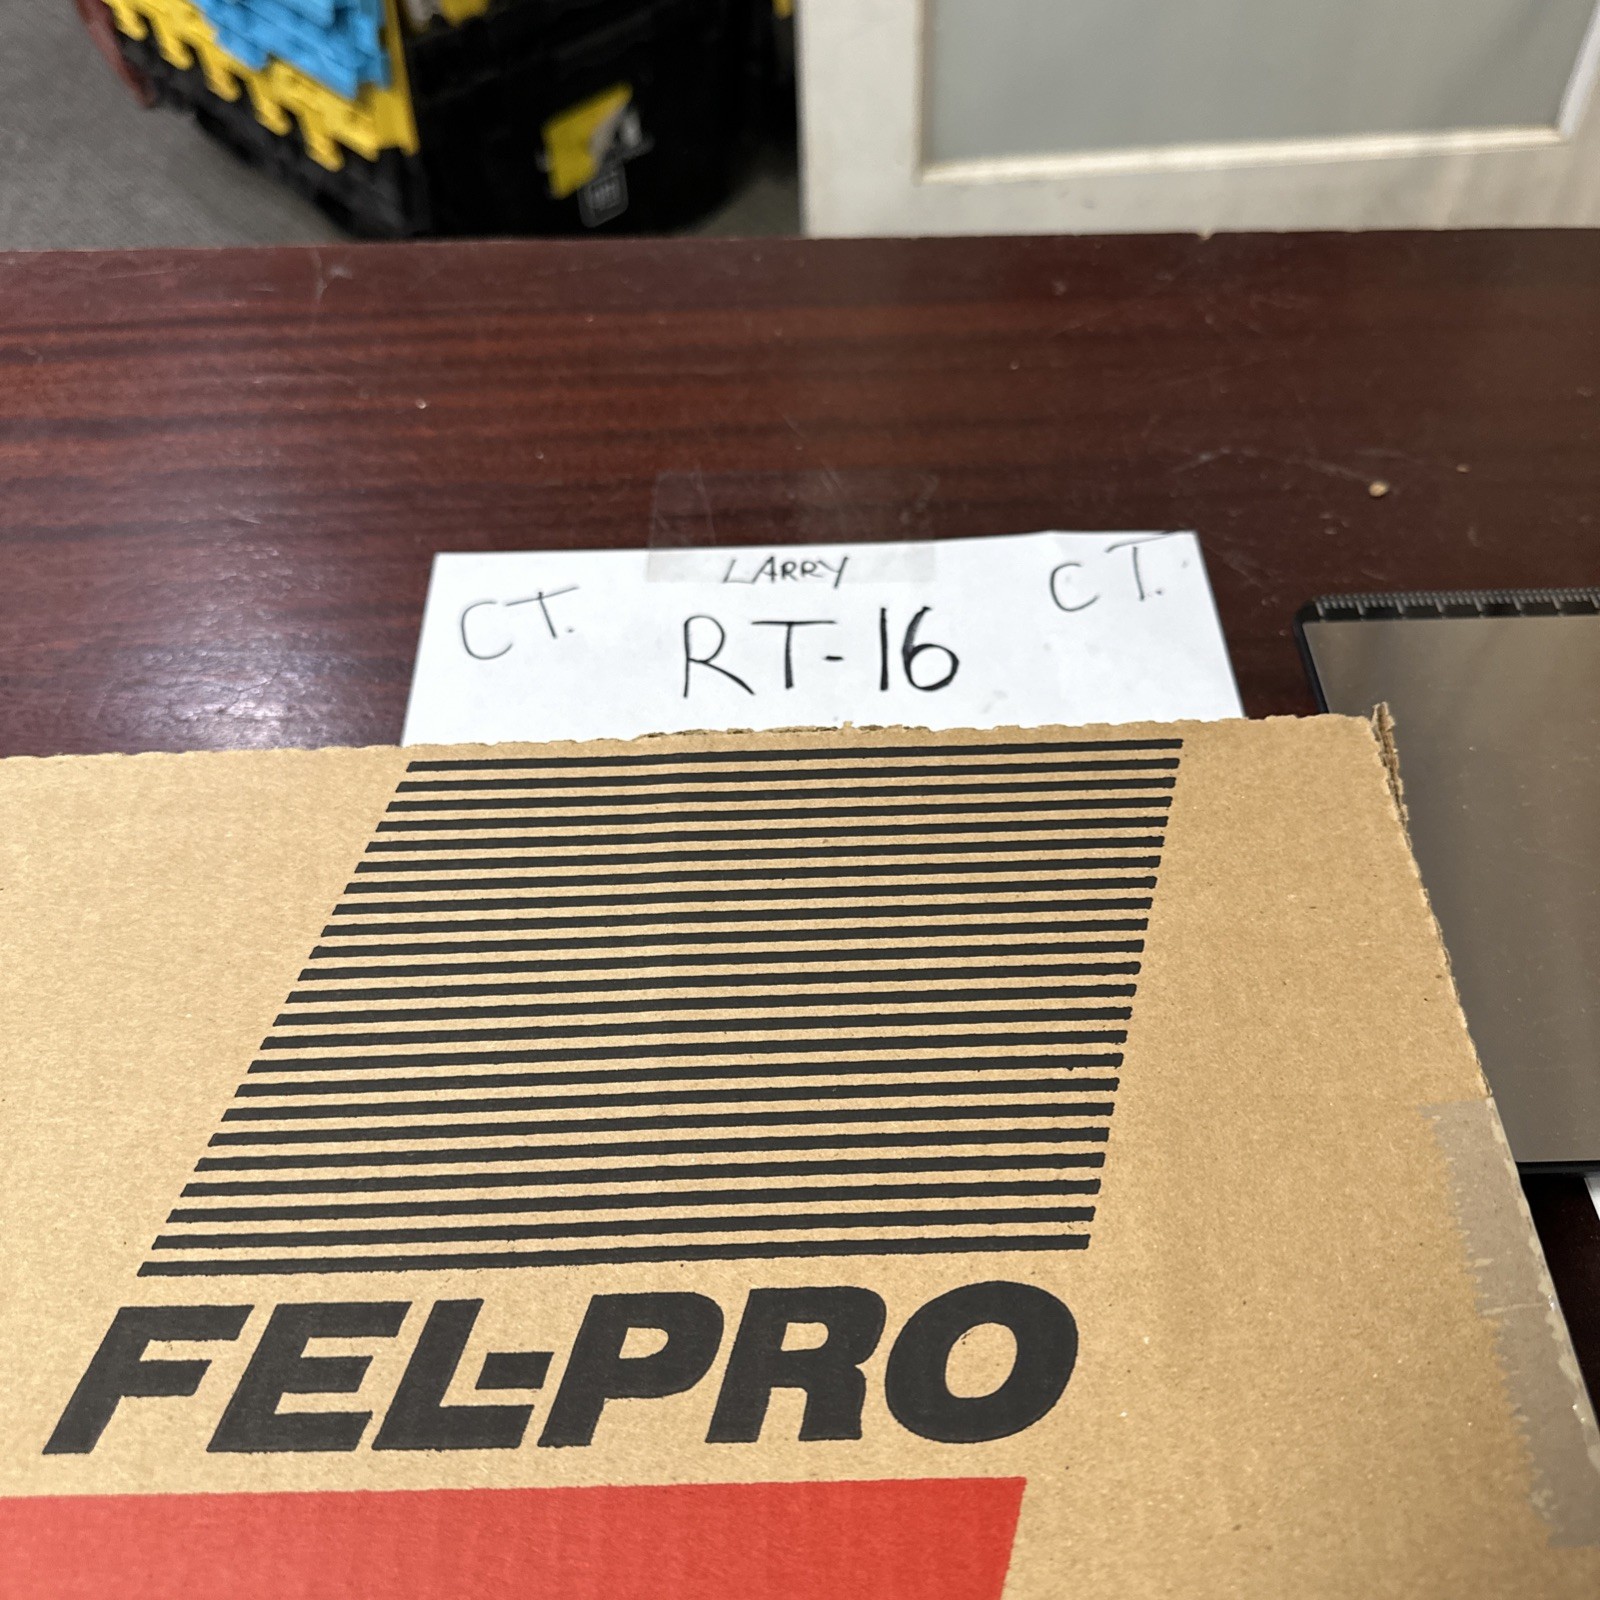 LARRY
CT. RT-16 CT.
FEL-PRO